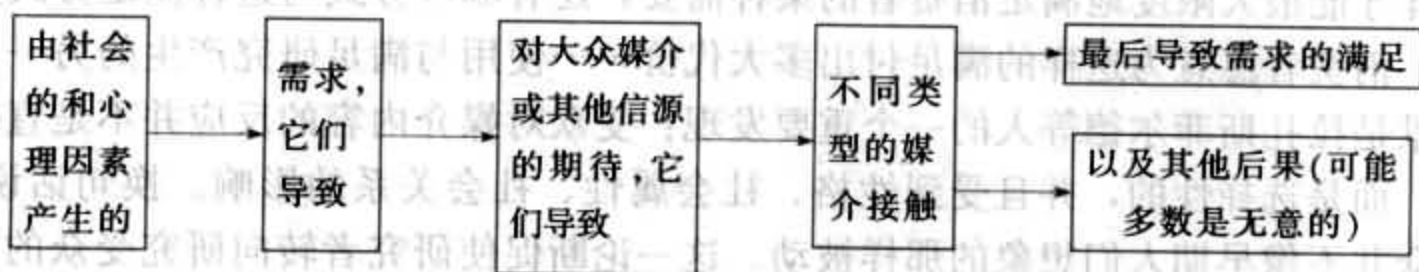 由社会
的和心
理因素
产生的
需求,
它们
导致
对大众媒介
或其他信源
的期待,它
们导致
不同类
型的媒
介接触
最后导致需求的满足
以及其他后果(可能
多数是无意的)